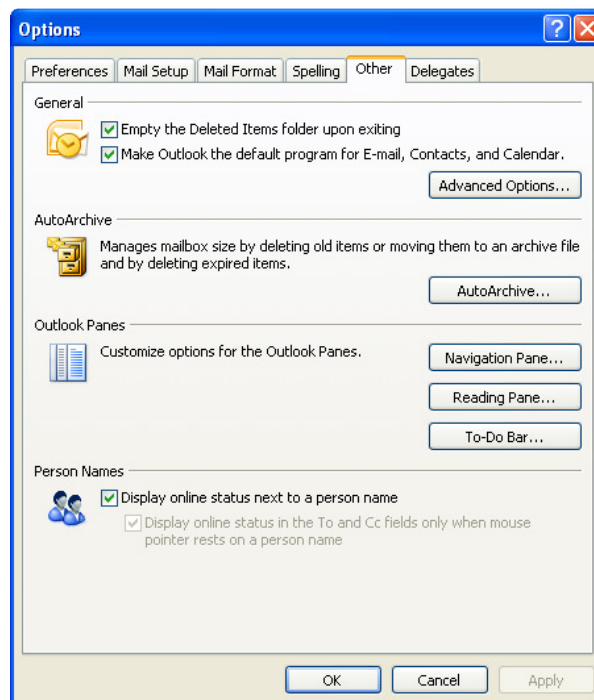 Options
Preferences Mail Setup Mail Format Spelling Other Delegates
General
Empty the Deleted Items folder upon exiting
Make Outlook the default program for E-mail, Contacts, and Calendar.
Advanced Options...
AutoArchive
Manages mailbox size by deleting old items or moving them to an archive file
and by deleting expired items.
AutoArchive...
Outlook Panes
Customize options for the Outlook Panes.
Navigation Pane...
Reading Pane...
To-Do Bar...
Person Names
Display online status next to a person name
Display online status in the To and Cc fields only when mouse
pointer rests on a person name
OK Cancel Apply